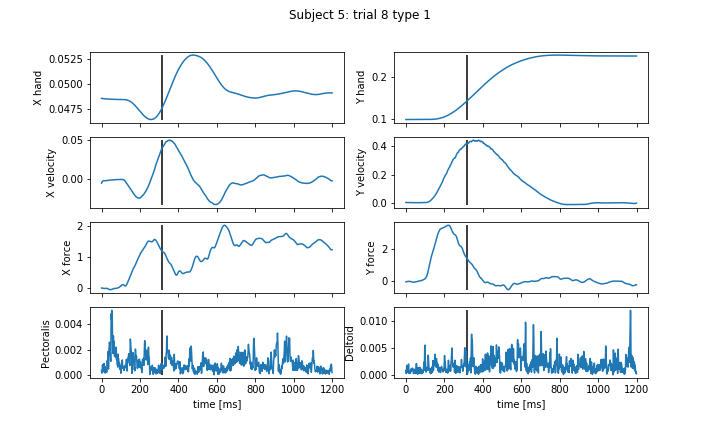 Subject 5: trial 8 type 1
X hand
0.0525
0.0500
0.0475
Y hand
0.2
0.1
X velocity
0.05
0.00
Y velocity
0.4
0.2
0.0
X force
2
1
0
Y force
2
0
Pectoralis
0.004
0.002
0.000
Deltoid
0.010
0.005
0.000
0 200 400 600 800 1000 1200
time [ms]
0 200 400 600 800 1000 1200
time [ms]